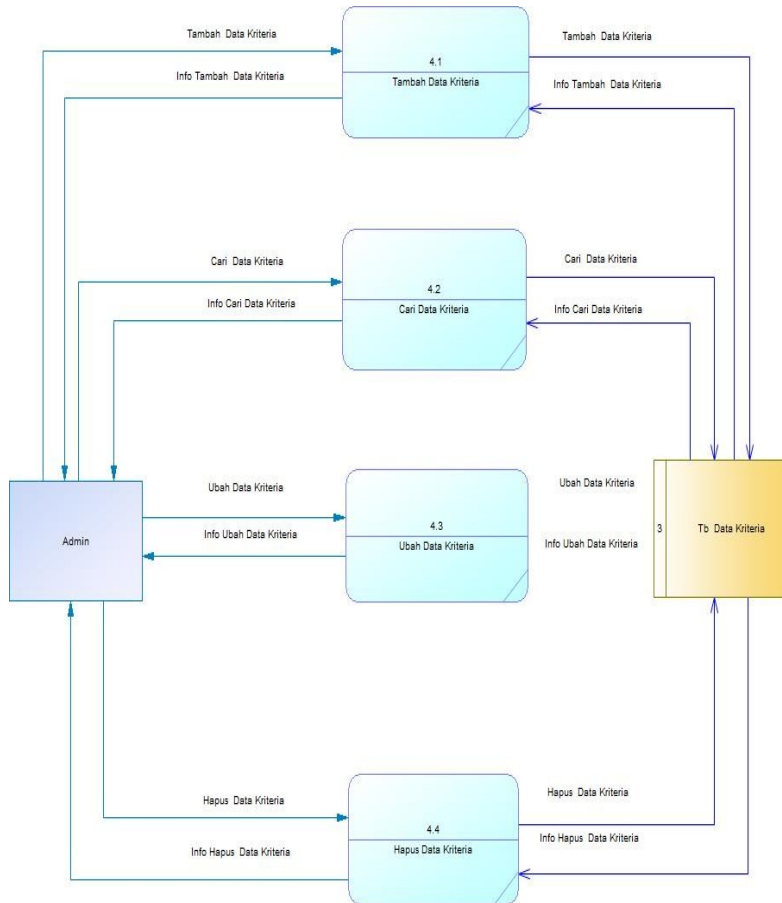 Tambah Data Kriteria
Tambah Data Kriteria
4.1
Info Tambah Data Kriteria
Tambah Data Kriteria
Info Tambah Data Kriteria
Cari Data Kriteria
Cari Data Kriteria
4.2
Info Cari Data Kriteria
Cari Data Kriteria
Info Cari Data Kriteria
Ubah Data Kriteria
Ubah Data Kriteria
4.3
3
Tb Data Kriteria
Info Ubah Data Kriteria
Admin
Info Ubah Data Kriteria
Ubah Data Kriteria
Hapus Data Kriteria
Hapus Data Kriteria
4.4
Info Hapus Data Kriteria
Hapus Data Kriteria
Info Hapus Data Kriteria